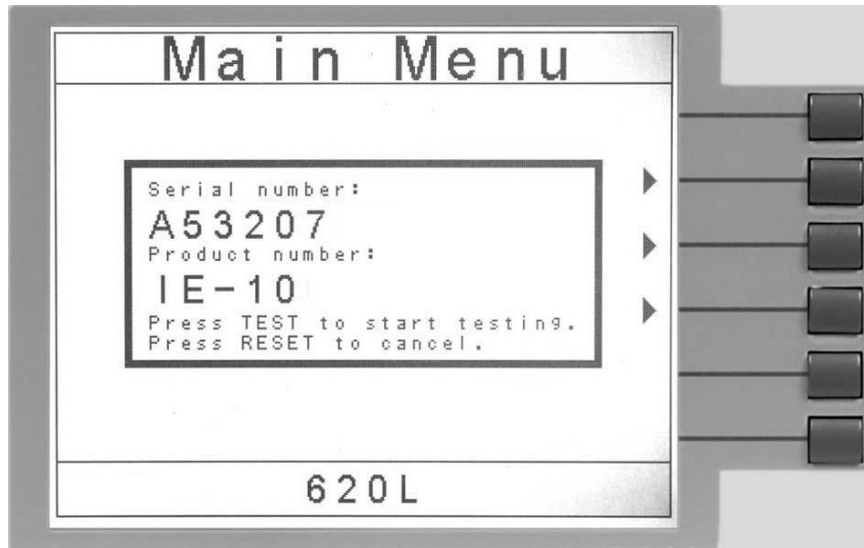 Main Menu
Serial number:
A53207
Product number:
IE-10
Press TEST to start testing.
Press RESET to cancel.
620L